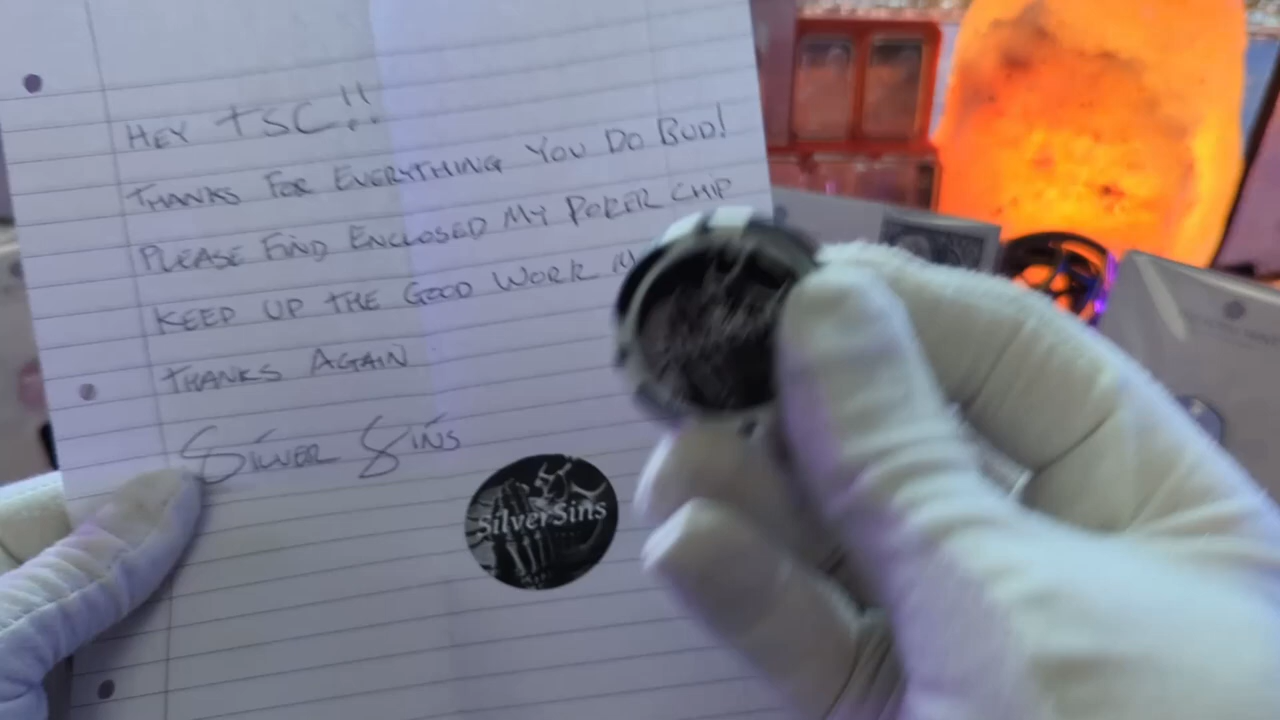 HEY TSC!!
THANKS FOR EVERYTHING YOU DO BUD!
PLEASE FIND ENCLOSED MY POKER CHIP
KEEP UP THE GOOD WORK
THANKS AGAIN
SILVER SINS
SilverSins